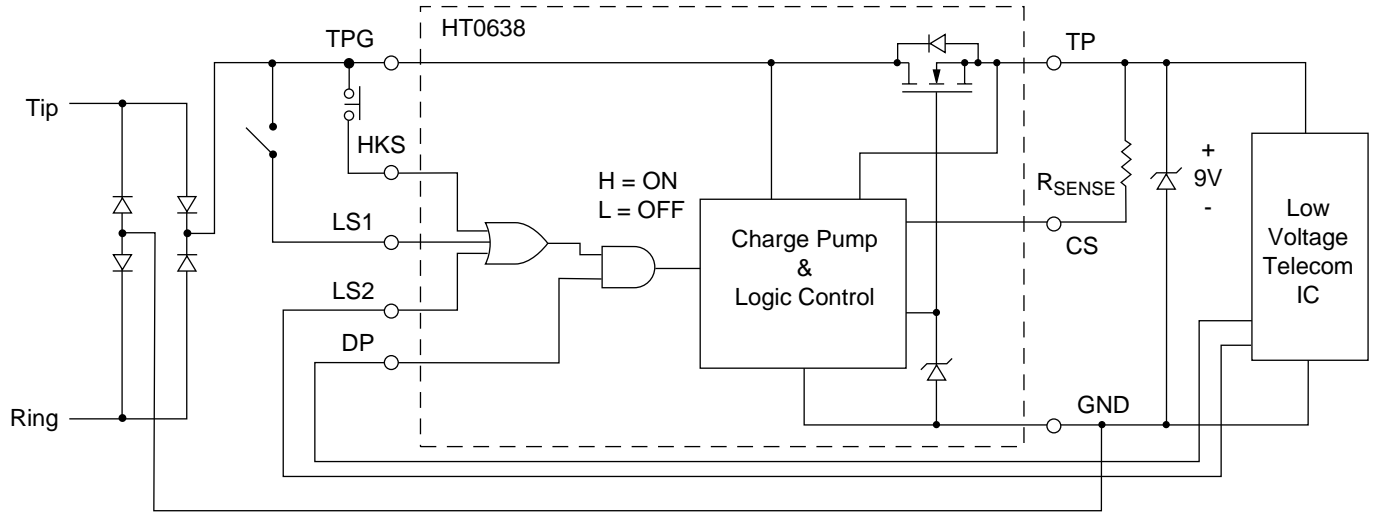 HT0638
TPG
TP
Tip
HKS
H = ON
L = OFF
RSENSE
+
9V
-
Low
Voltage
Telecom
IC
LS1
Charge Pump
&
Logic Control
CS
LS2
DP
GND
Ring